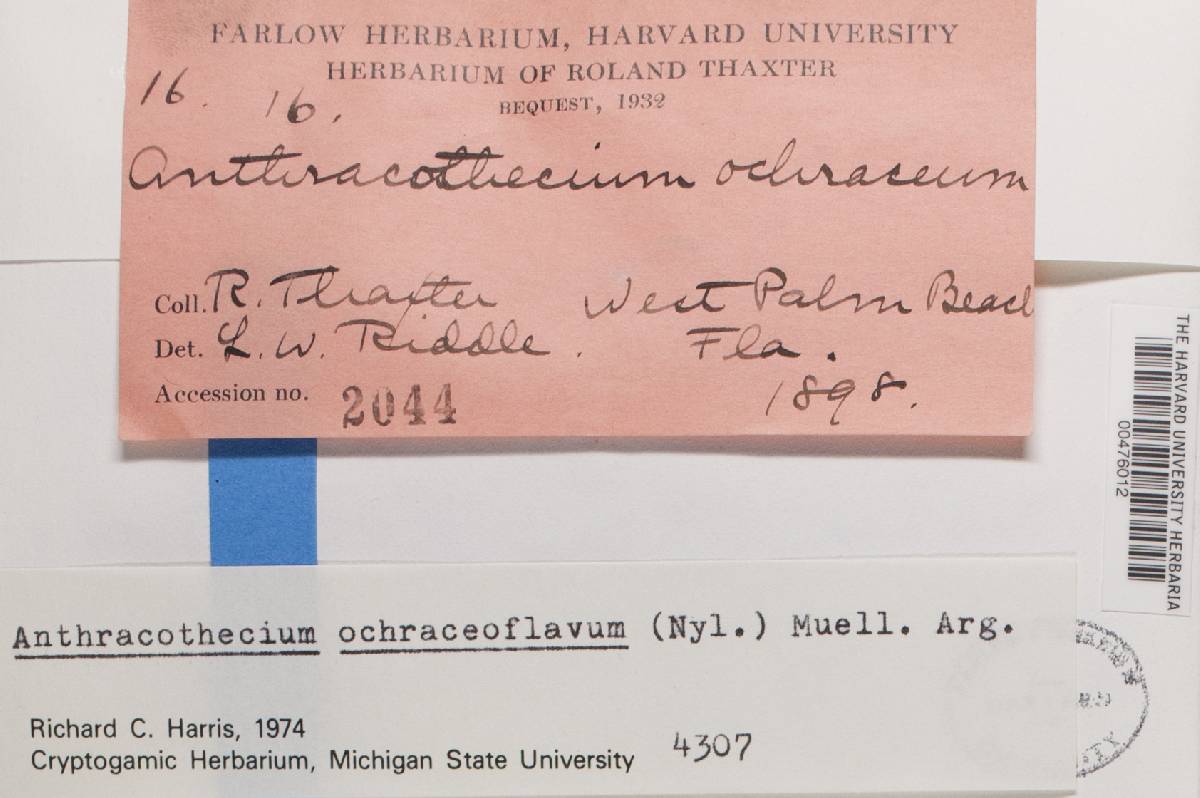 FARLOW HERBARIUM, HARVARD UNIVERSITY
HERBARIUM OF ROLAND THAXTER
BEQUEST, 1932
16. 16.
Anthracothecium ochraceum
Coll. R. Thaxter West Palm Beach
Det. L. W. Riddle. Fla.
Accession no. 2044 1898.
THE HARVARD UNIVERSITY HERBARIA
00476012
Anthracothecium ochraceoflavum (Nyl.) Muell. Arg.
Richard C. Harris, 1974
Cryptogamic Herbarium, Michigan State University 4307